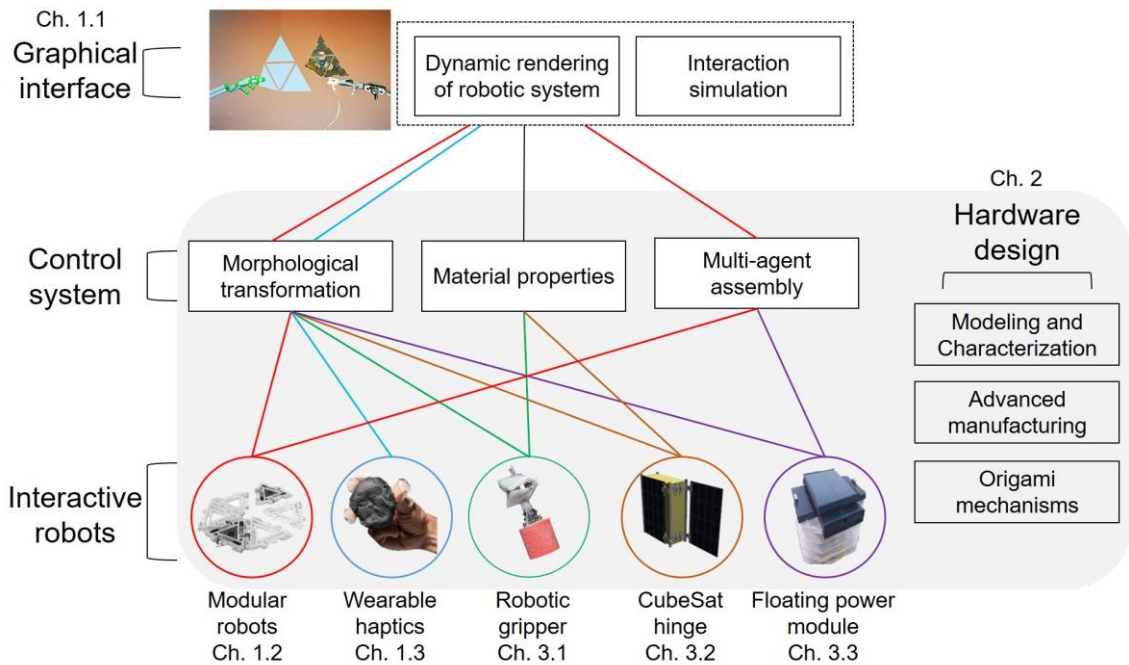 Ch. 1.1
Graphical
interface
Dynamic rendering
of robotic system
Interaction
simulation
Ch. 2
Hardware
design
Control
system
Morphological
transformation
Material properties
Multi-agent
assembly
Modeling and
Characterization
Advanced
manufacturing
Origami
mechanisms
Interactive
robots
Modular
robots
Ch. 1.2
Wearable
haptics
Ch. 1.3
Robotic
gripper
Ch. 3.1
CubeSat
hinge
Ch. 3.2
Floating power
module
Ch. 3.3